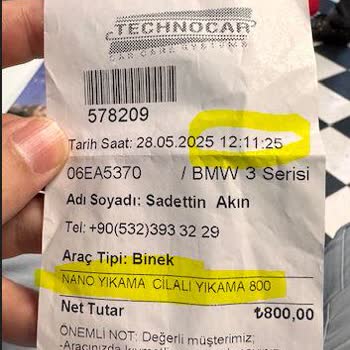 TECHNOCAR
CAR CARE SYSTEMS
578209
Tarih Saat: 28.05.2025 12:11:25
06EA5370 / BMW 3 Serisi
Adı Soyadı: Sadettin Akın
Tel: +90(532)393 32 29
Araç Tipi: Binek
NANO YIKAMA CİLALI YIKAMA 800
Net Tutar ₺800,00
ÖNEMLİ NOT: Değerli müşterimiz;
-Aracınızda